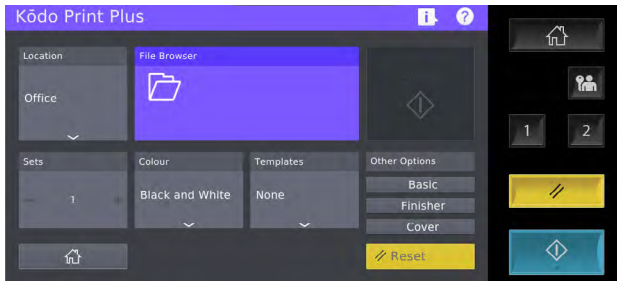 Kōdo Print Plus
i ?
Location
File Browser
Office
1 2
Sets
Colour
Templates
Other Options
1
Black and White
None
Basic
Finisher
Cover
Reset